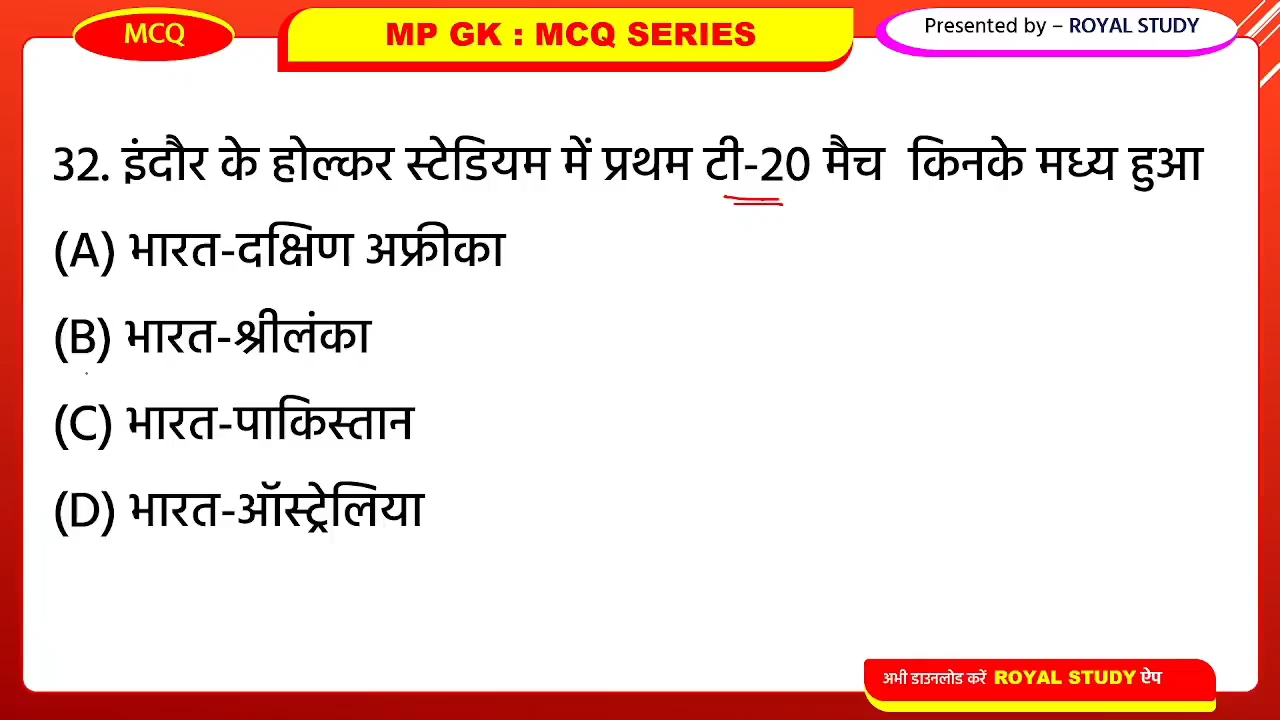 MCQ
MP GK : MCQ SERIES
Presented by – ROYAL STUDY
32. इंदौर के होल्कर स्टेडियम में प्रथम टी-20 मैच किनके मध्य हुआ
(A) भारत-दक्षिण अफ्रीका
(B) भारत-श्रीलंका
(C) भारत-पाकिस्तान
(D) भारत-ऑस्ट्रेलिया
अभी डाउनलोड करें ROYAL STUDY ऐप